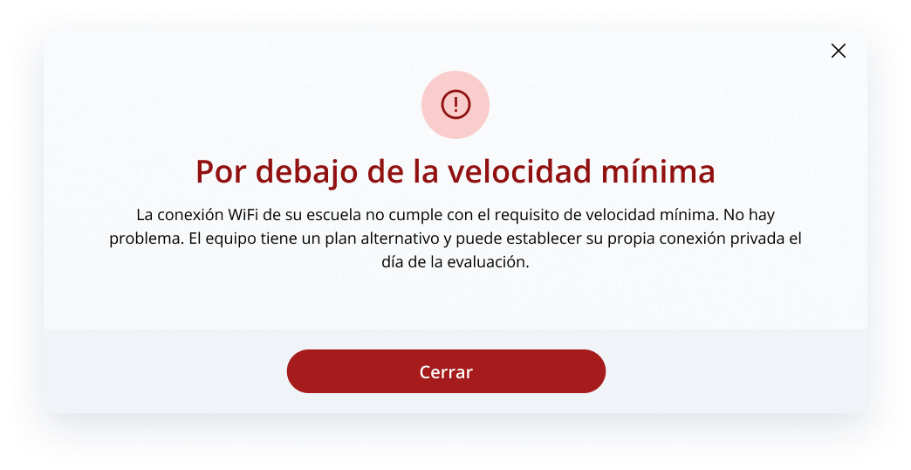 Por debajo de la velocidad mínima
La conexión WiFi de su escuela no cumple con el requisito de velocidad mínima. No hay
problema. El equipo tiene un plan alternativo y puede establecer su propia conexión privada el
día de la evaluación.
Cerrar